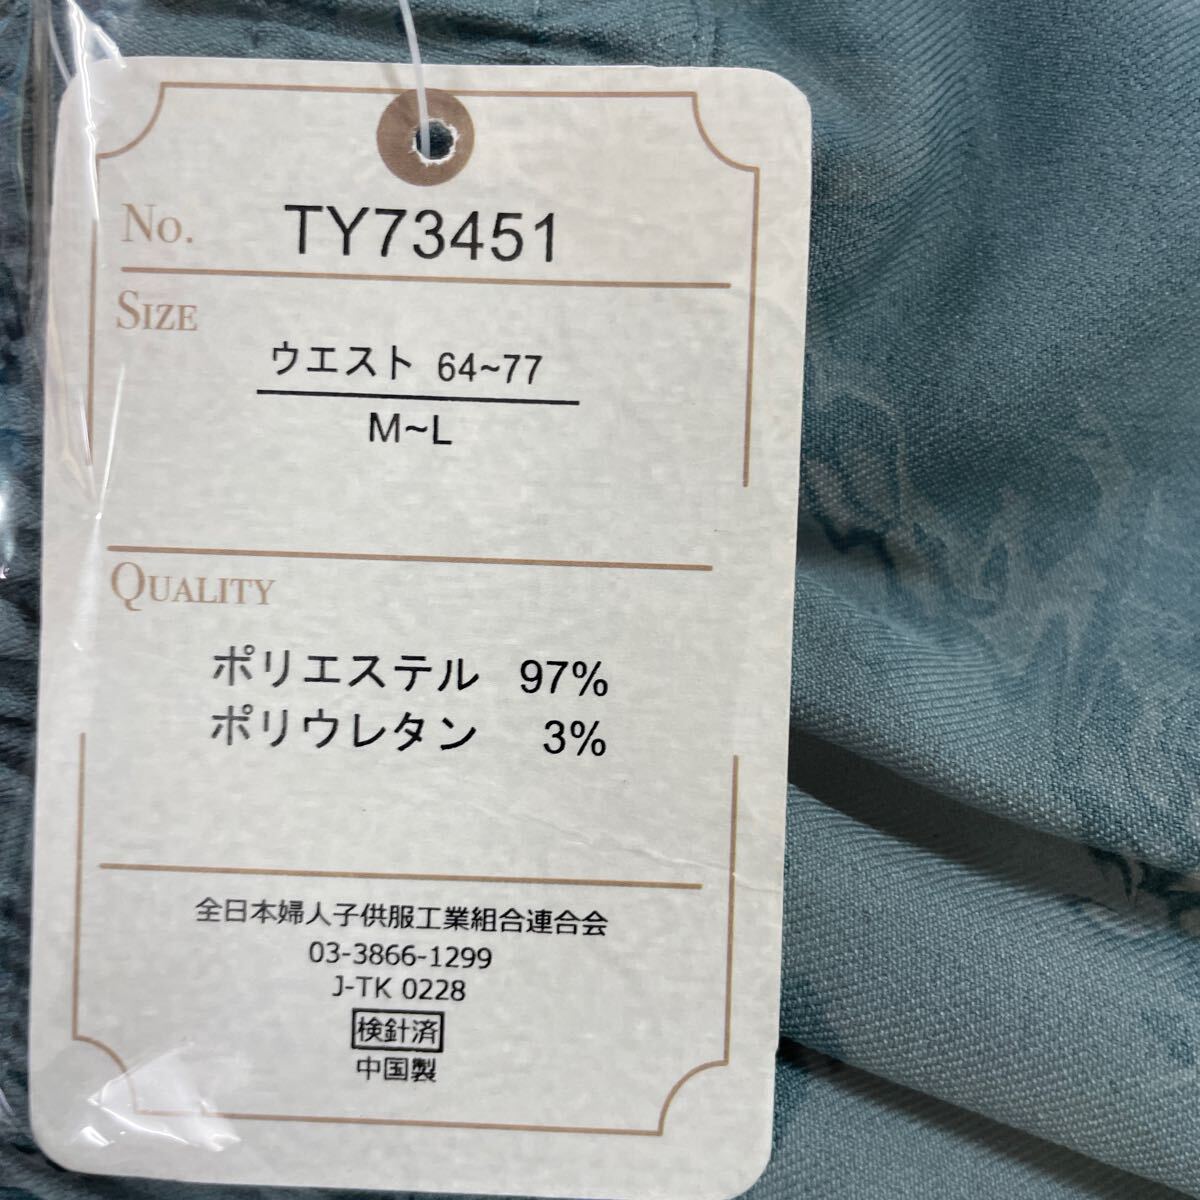 No. TY73451
SIZE
ウエスト 64~77
M~L
QUALITY
ポリエステル 97%
ポリウレタン 3%
全日本婦人子供服工業組合連合会
03-3866-1299
J-TK 0228
検針済
中国製